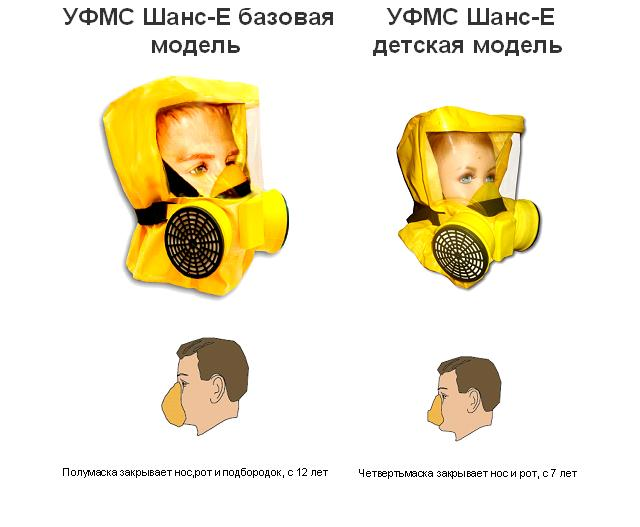 УФМС Шанс-Е базовая
модель
УФМС Шанс-Е
детская модель
Полумаска закрывает нос,рот и подбородок, с 12 лет
Четвертьмаска закрывает нос и рот, с 7 лет